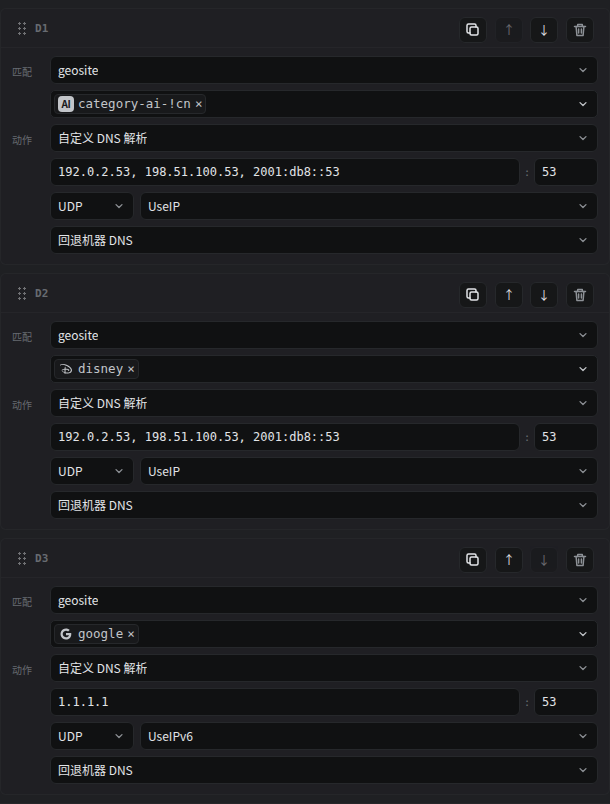 D1
匹配
geosite
AI category-ai-!cn ×
动作
自定义 DNS 解析
192.0.2.53, 198.51.100.53, 2001:db8::53 : 53
UDP UseIP
回退机器 DNS
D2
匹配
geosite
disney ×
动作
自定义 DNS 解析
192.0.2.53, 198.51.100.53, 2001:db8::53 : 53
UDP UseIP
回退机器 DNS
D3
匹配
geosite
G google ×
动作
自定义 DNS 解析
1.1.1.1 : 53
UDP UseIPv6
回退机器 DNS